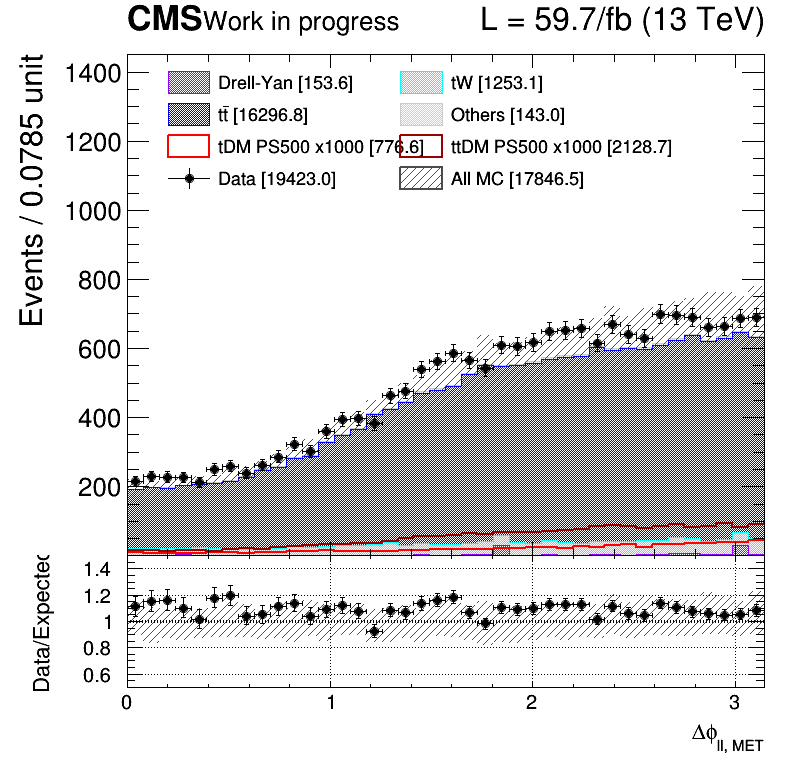 CMS Work in progress L = 59.7/fb (13 TeV)
Events / 0.0785 unit
1400
1200
1000
800
600
400
200
Drell-Yan [153.6]
tW [1253.1]
tt̄ [16296.8]
Others [143.0]
tDM PS500 x1000 [776.6]
ttDM PS500 x1000 [2128.7]
Data [19423.0]
All MC [17846.5]
Data/Expected
1.4
1.2
1
0.8
0.6
0 1 2 3
Δϕll, MET